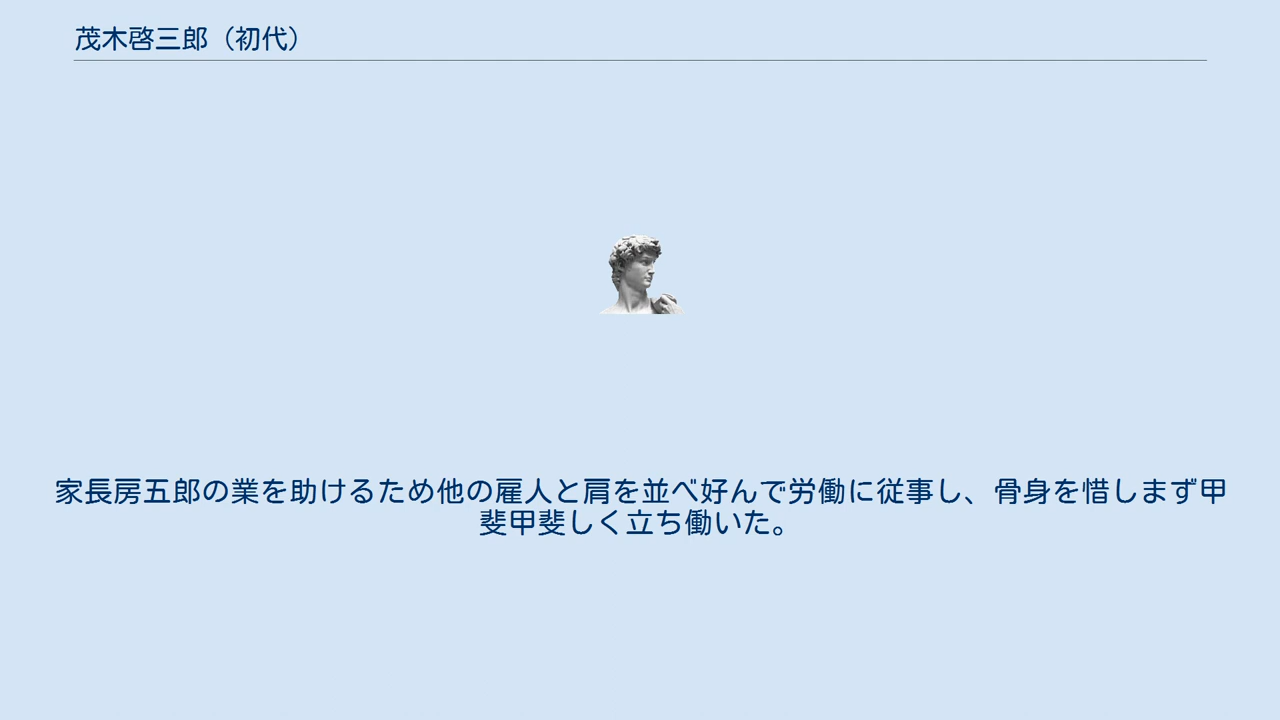 茂木啓三郎（初代）
家長房五郎の業を助けるため他の雇人と肩を並べ好んで労働に従事し、骨身を惜しまず甲
斐甲斐しく立ち働いた。